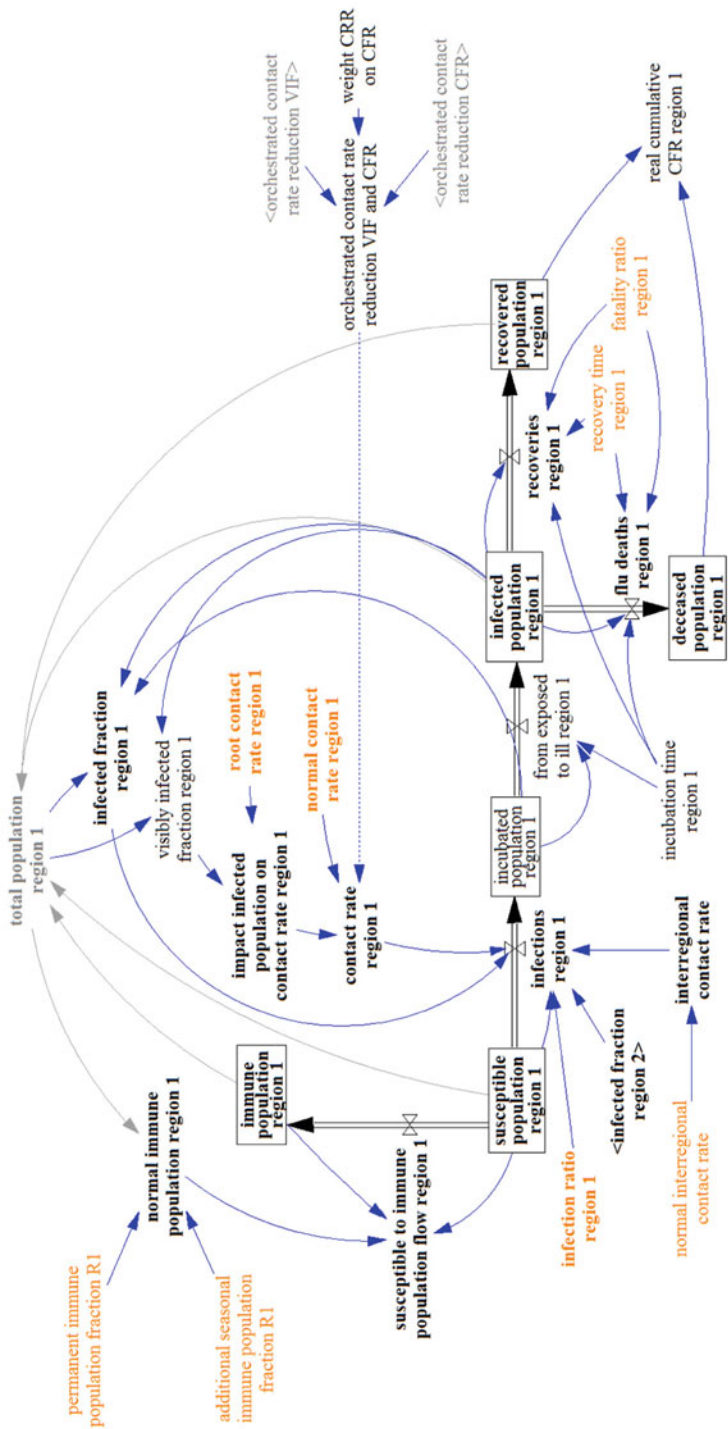 permanent immune
population fraction R1
additional seasonal
immune population
fraction R1
normal immune
population region 1
total population
region 1
susceptible to immune
population flow region 1
immune
population
region 1
infected fraction
region 1
visibly infected
fraction region 1
root contact
rate region 1
impact infected
population on
contact rate region 1
normal contact
rate region 1
contact rate
region 1
<orchestrated contact
rate reduction VIF>
weight CRR
on CFR
orchestrated contact rate
reduction VIF and CFR
<orchestrated contact
rate reduction CFR>
susceptible
population
region 1
infections
region 1
incubated
population
region 1
from exposed
to ill region 1
infected
population
region 1
recoveries
region 1
recovered
population
region 1
infection ratio
region 1
<infected fraction
region 2>
normal interregional
contact rate
interregional
contact rate
incubation time
region 1
flu deaths
region 1
recovery time
region 1
fatality ratio
region 1
deceased
population
region 1
real cumulative
CFR region 1